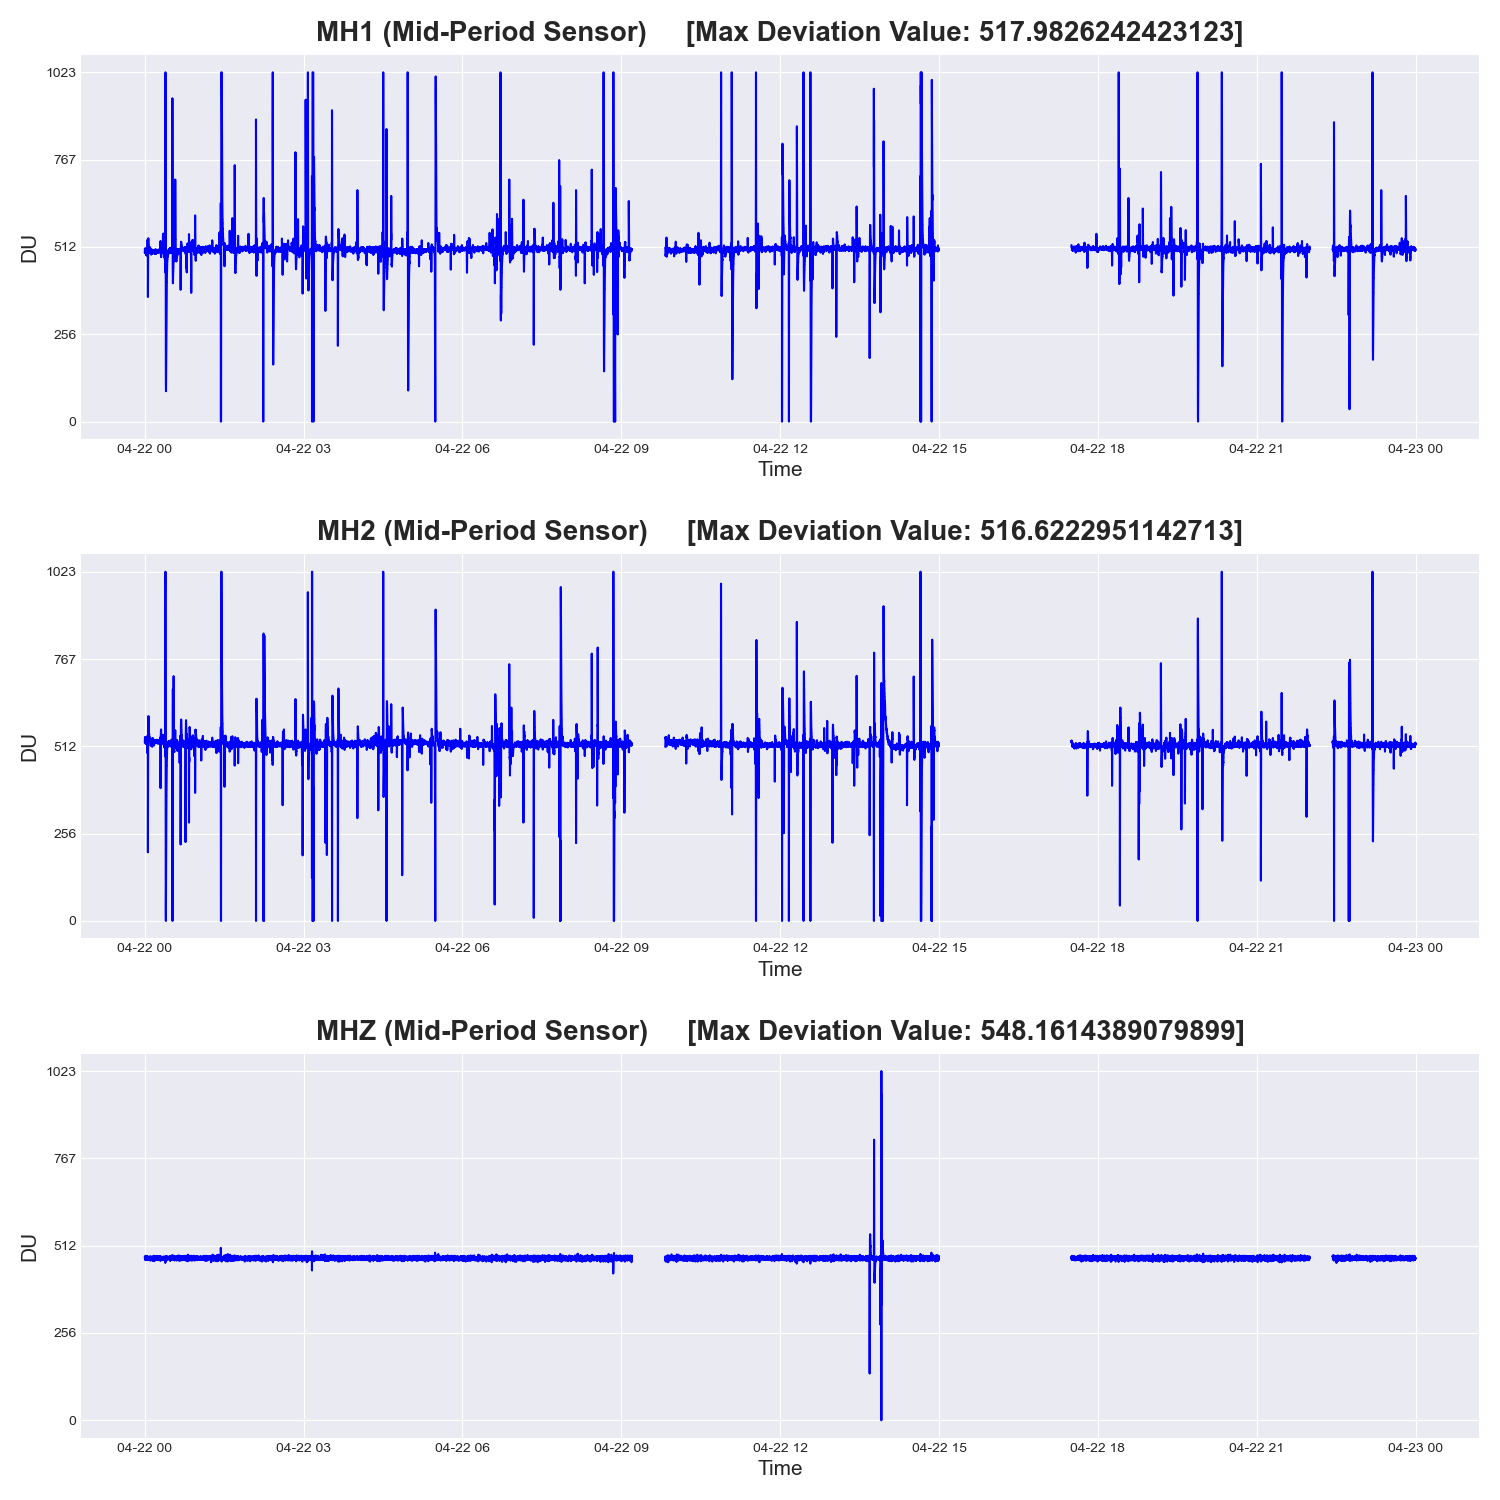 MH1 (Mid-Period Sensor) [Max Deviation Value: 517.9826242423123]
1023
767
512
256
0
DU
04-22 00 04-22 03 04-22 06 04-22 09 04-22 12 04-22 15 04-22 18 04-22 21 04-23 00
Time
MH2 (Mid-Period Sensor) [Max Deviation Value: 516.6222951142713]
1023
767
512
256
0
DU
04-22 00 04-22 03 04-22 06 04-22 09 04-22 12 04-22 15 04-22 18 04-22 21 04-23 00
Time
MHZ (Mid-Period Sensor) [Max Deviation Value: 548.1614389079899]
1023
767
512
256
0
DU
04-22 00 04-22 03 04-22 06 04-22 09 04-22 12 04-22 15 04-22 18 04-22 21 04-23 00
Time